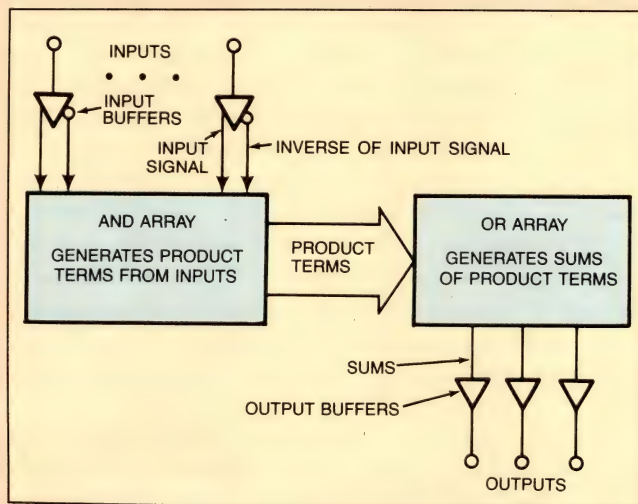 INPUTS
INPUT
BUFFERS
INPUT
SIGNAL
INVERSE OF INPUT SIGNAL
AND ARRAY
GENERATES PRODUCT
TERMS FROM INPUTS
PRODUCT
TERMS
OR ARRAY
GENERATES SUMS
OF PRODUCT TERMS
SUMS
OUTPUT BUFFERS
OUTPUTS